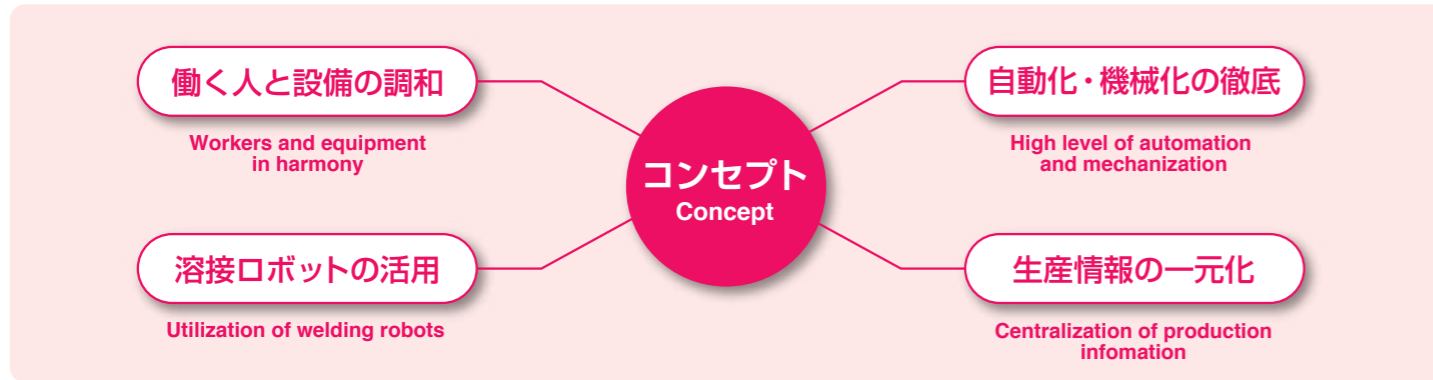 働く人と設備の調和
Workers and equipment
in harmony
自動化・機械化の徹底
High level of automation
and mechanization
コンセプト
Concept
溶接ロボットの活用
Utilization of welding robots
生産情報の一元化
Centralization of production
infomation